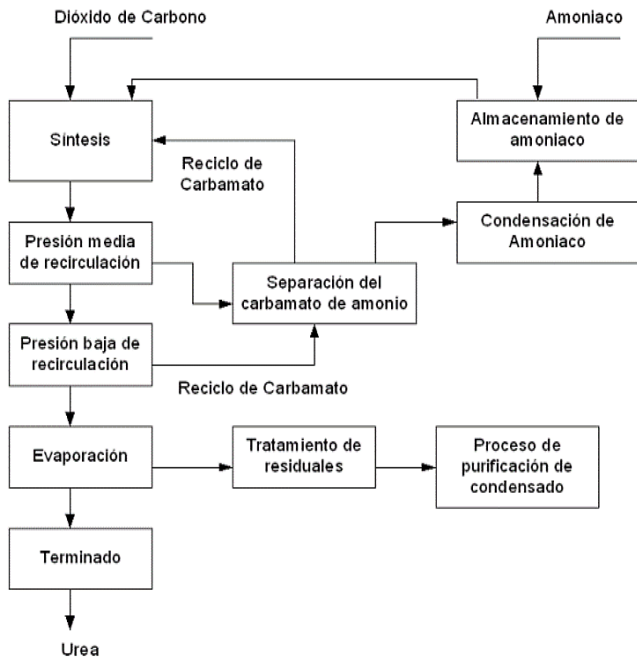 Dióxido de Carbono
Amoniaco
Síntesis
Almacenamiento de
amoniaco
Reciclo de
Carbamato
Condensación de
Amoniaco
Presión media
de recirculación
Separación del
carbamato de amonio
Presión baja de
recirculación
Reciclo de Carbamato
Evaporación
Tratamiento de
residuales
Proceso de
purificación de
condensado
Terminado
Urea